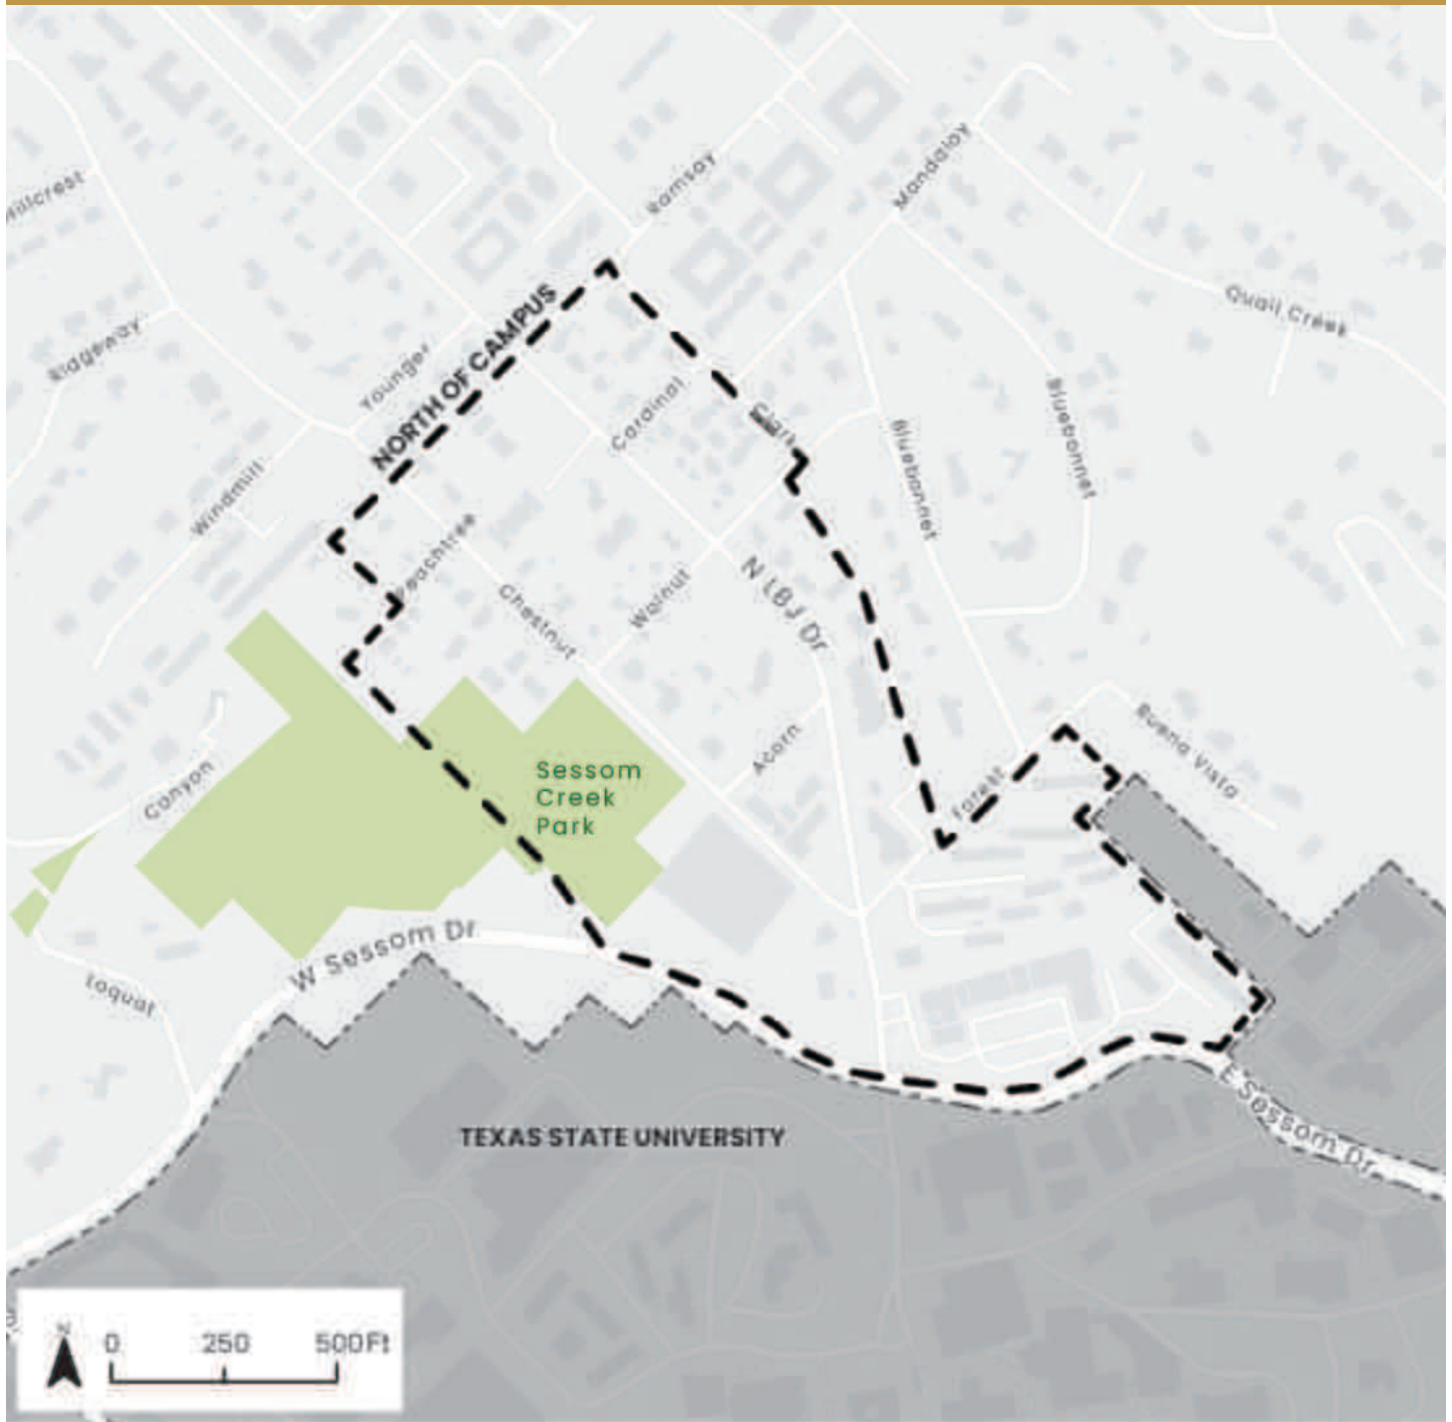 Hillcrest
Ramsay
Mandalay
Quail Creek
Ridgeway
Younger
NORTH OF CAMPUS
Cardinal
Clark
Bluebonnet
Bluebonnet
Windmill
Peachtree
Chestnut
Walnut
N LBJ Dr
Acorn
Buena Vista
Forest
Canyon
Sessom
Creek
Park
W Sessom Dr
Loquat
E Sessom Dr
TEXAS STATE UNIVERSITY
N
0 250 500Ft